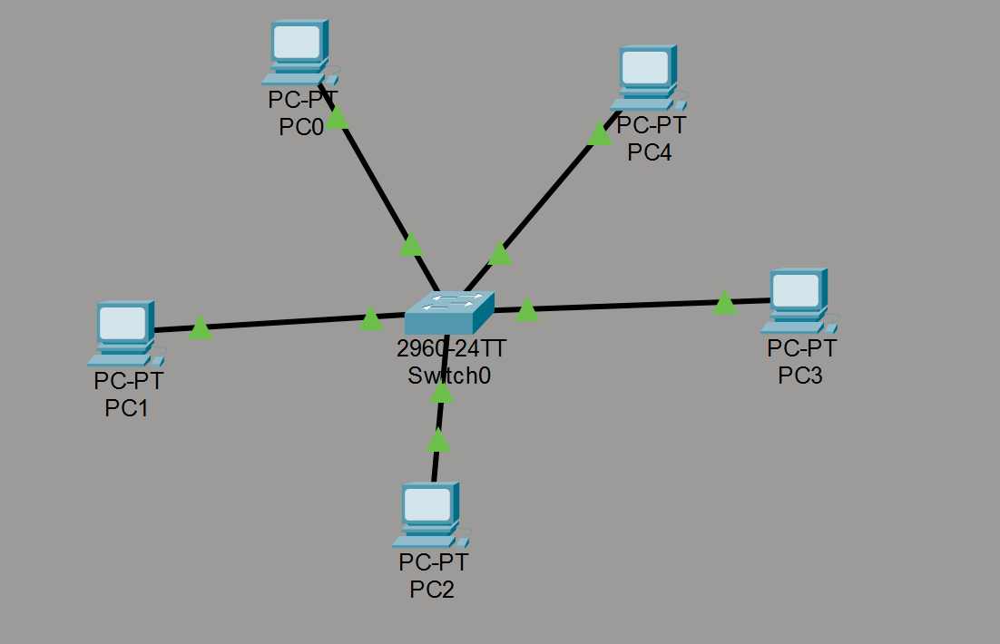 PC-PT
PC0
PC-PT
PC4
PC-PT
PC1
2960-24TT
Switch0
PC-PT
PC3
PC-PT
PC2